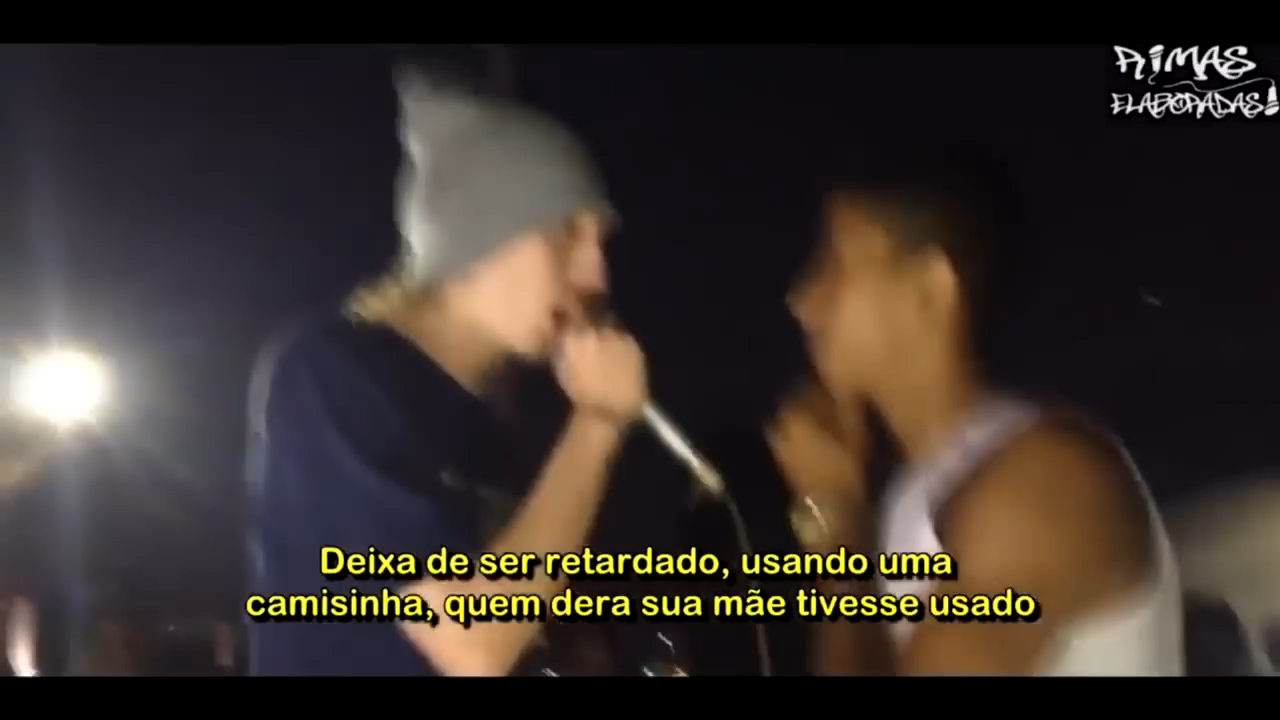 RIMAS
ELABORADAS!
Deixa de ser retardado, usando uma
camisinha, quem dera sua mãe tivesse usado